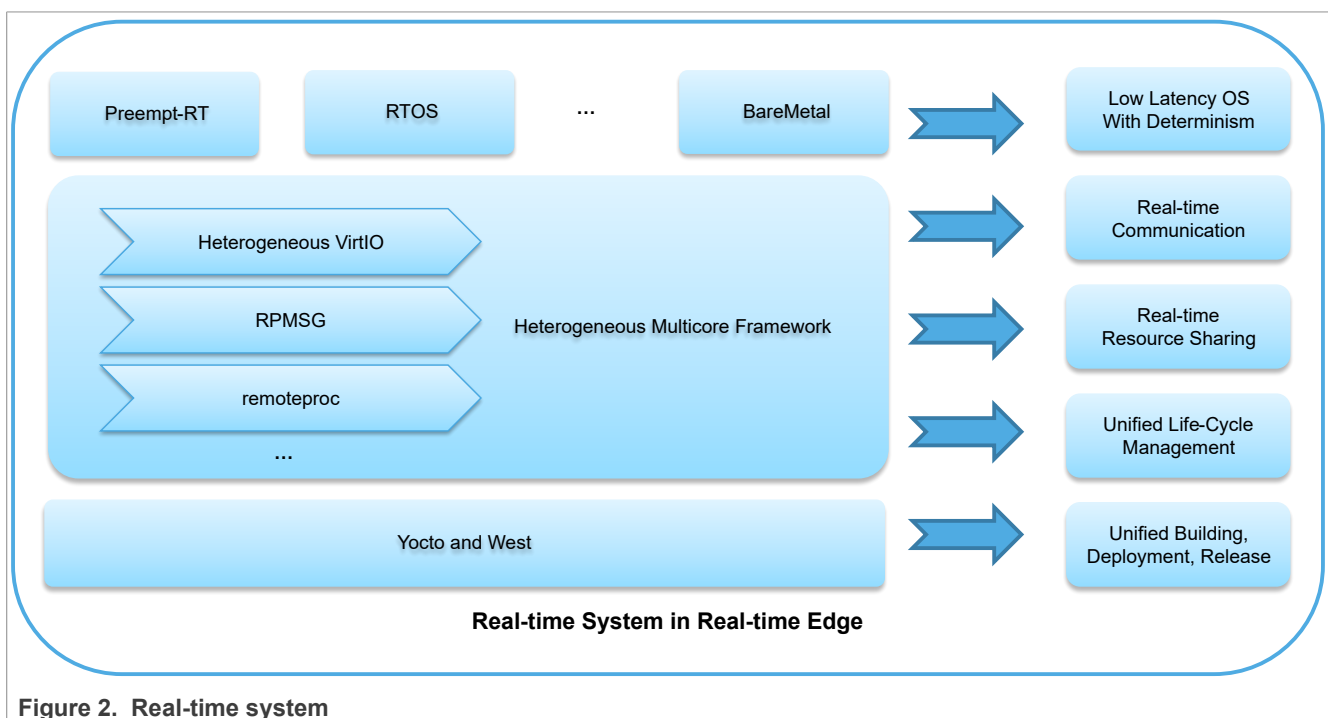 Preempt-RT
RTOS
...
BareMetal
Low Latency OS
With Determinism
Heterogeneous VirtIO
RPMSG
remoteproc
...
Heterogeneous Multicore Framework
Real-time
Communication
Real-time
Resource Sharing
Unified Life-Cycle
Management
Yocto and West
Unified Building,
Deployment, Release
Real-time System in Real-time Edge
Figure 2. Real-time system